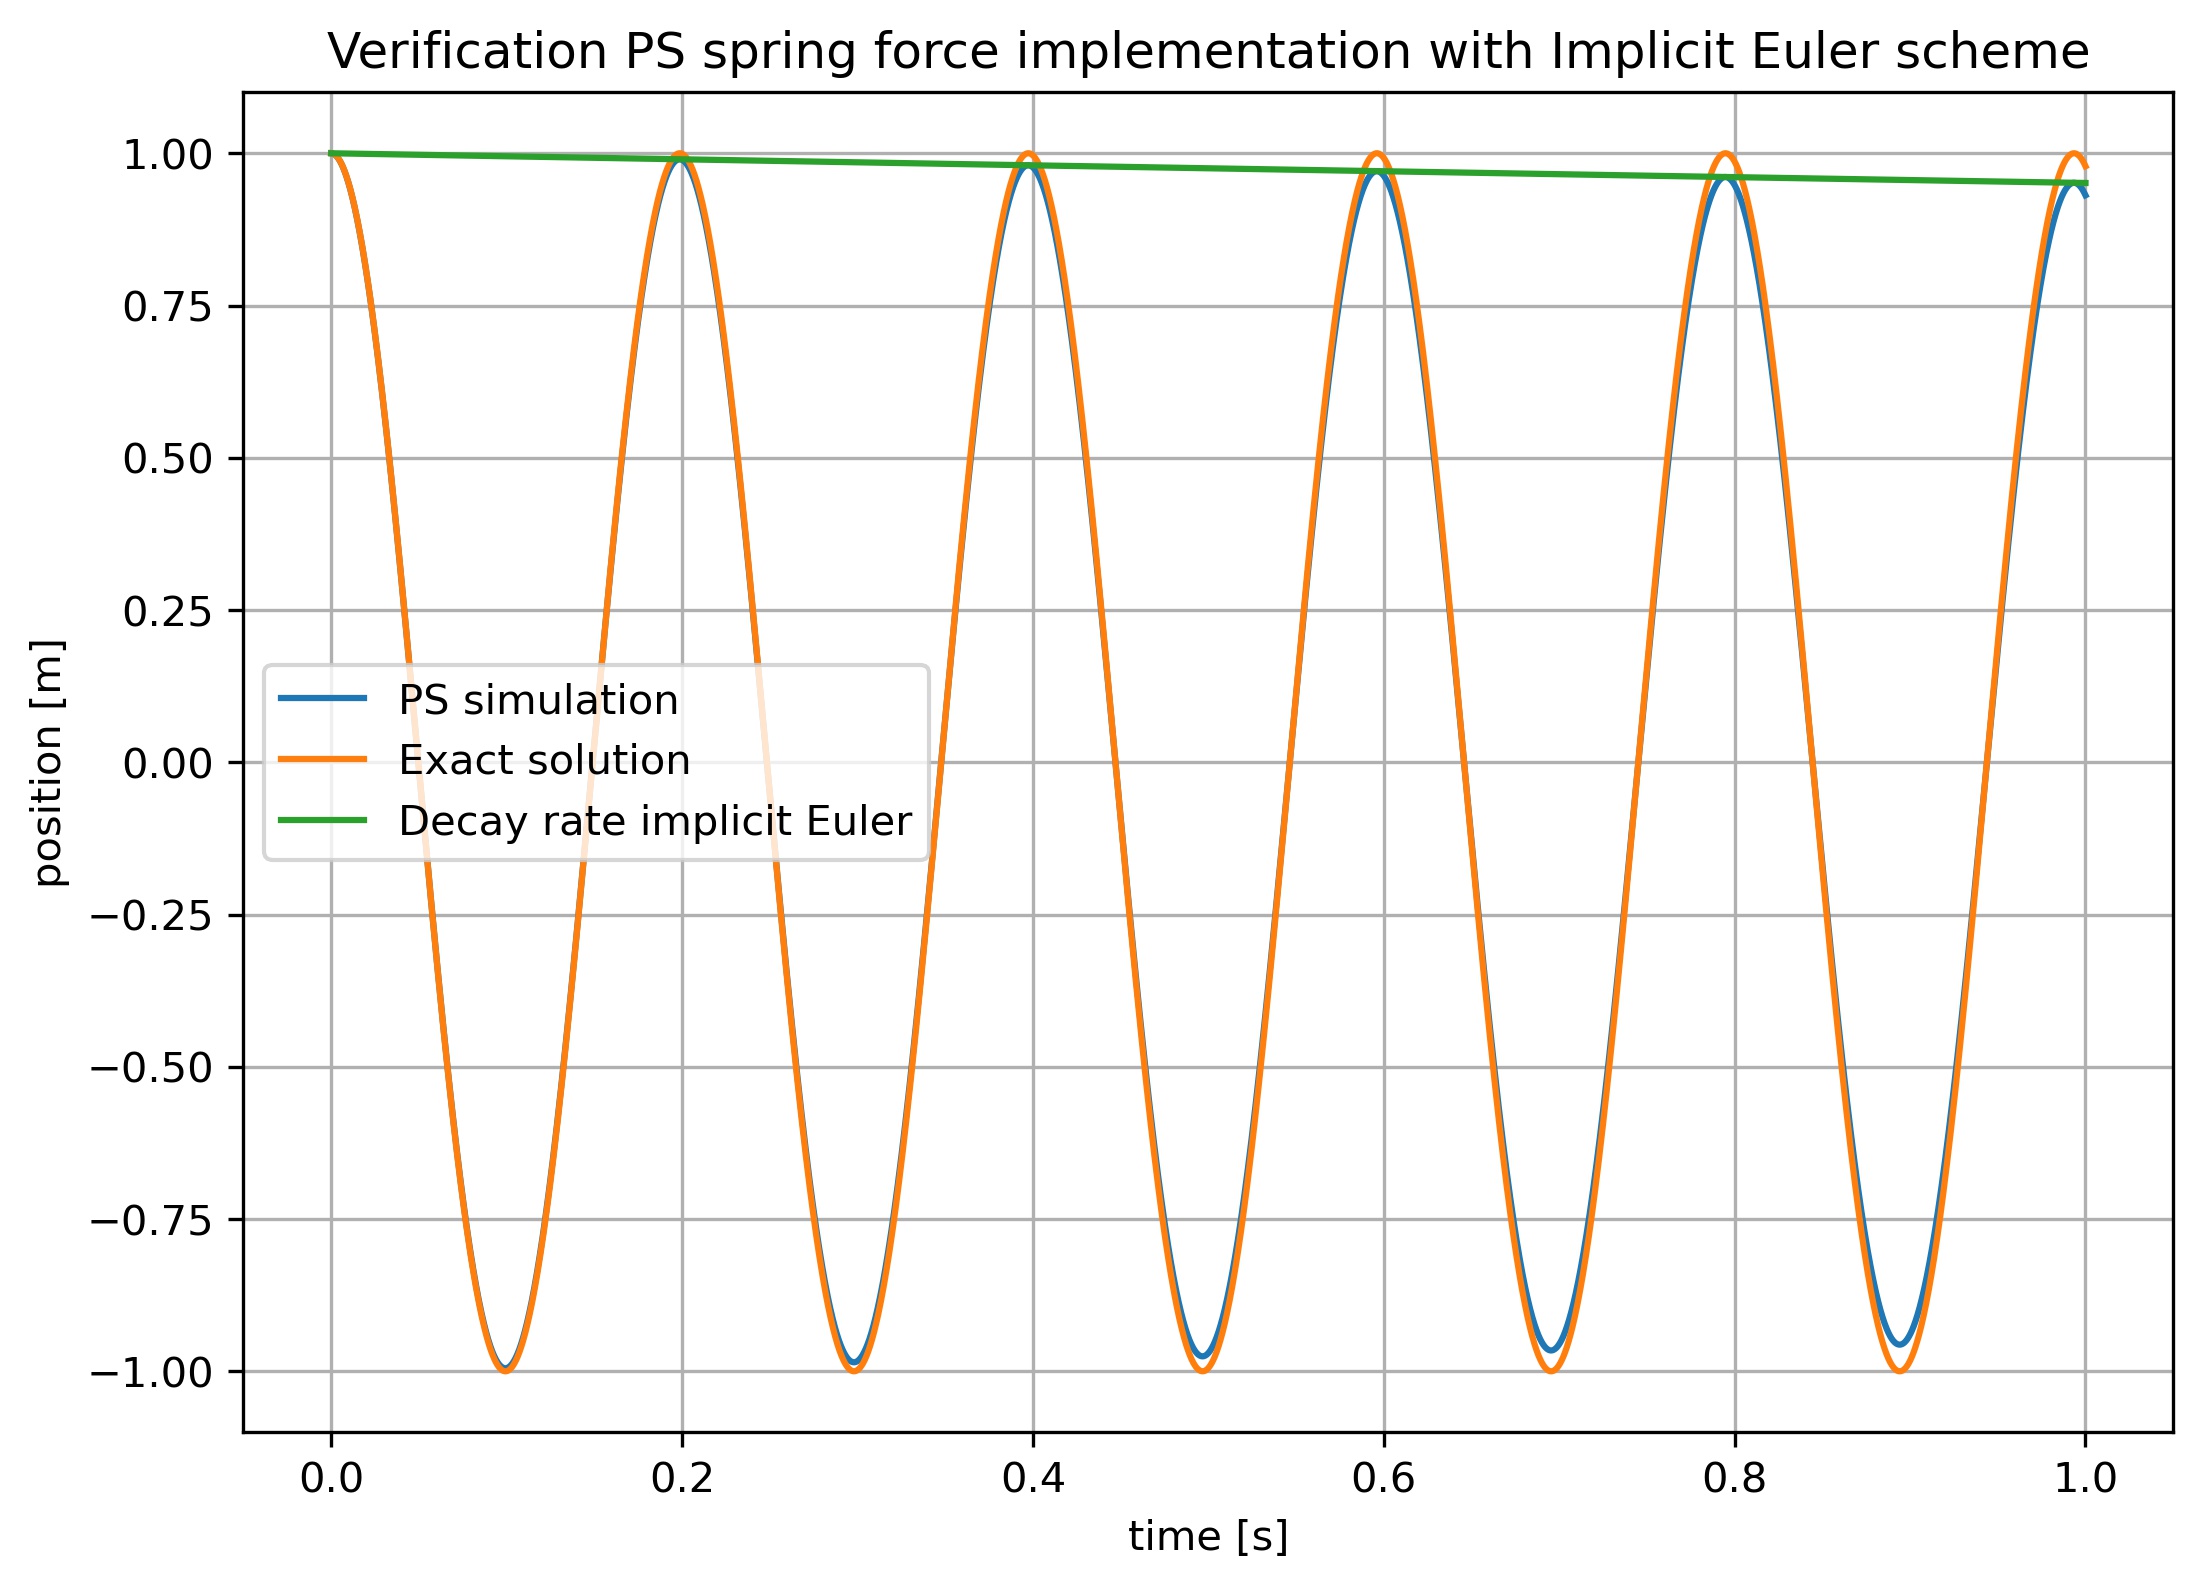 Verification PS spring force implementation with Implicit Euler scheme
1.00
0.75
0.50
0.25
0.00
−0.25
−0.50
−0.75
−1.00
position [m]
PS simulation
Exact solution
Decay rate implicit Euler
0.0 0.2 0.4 0.6 0.8 1.0
time [s]